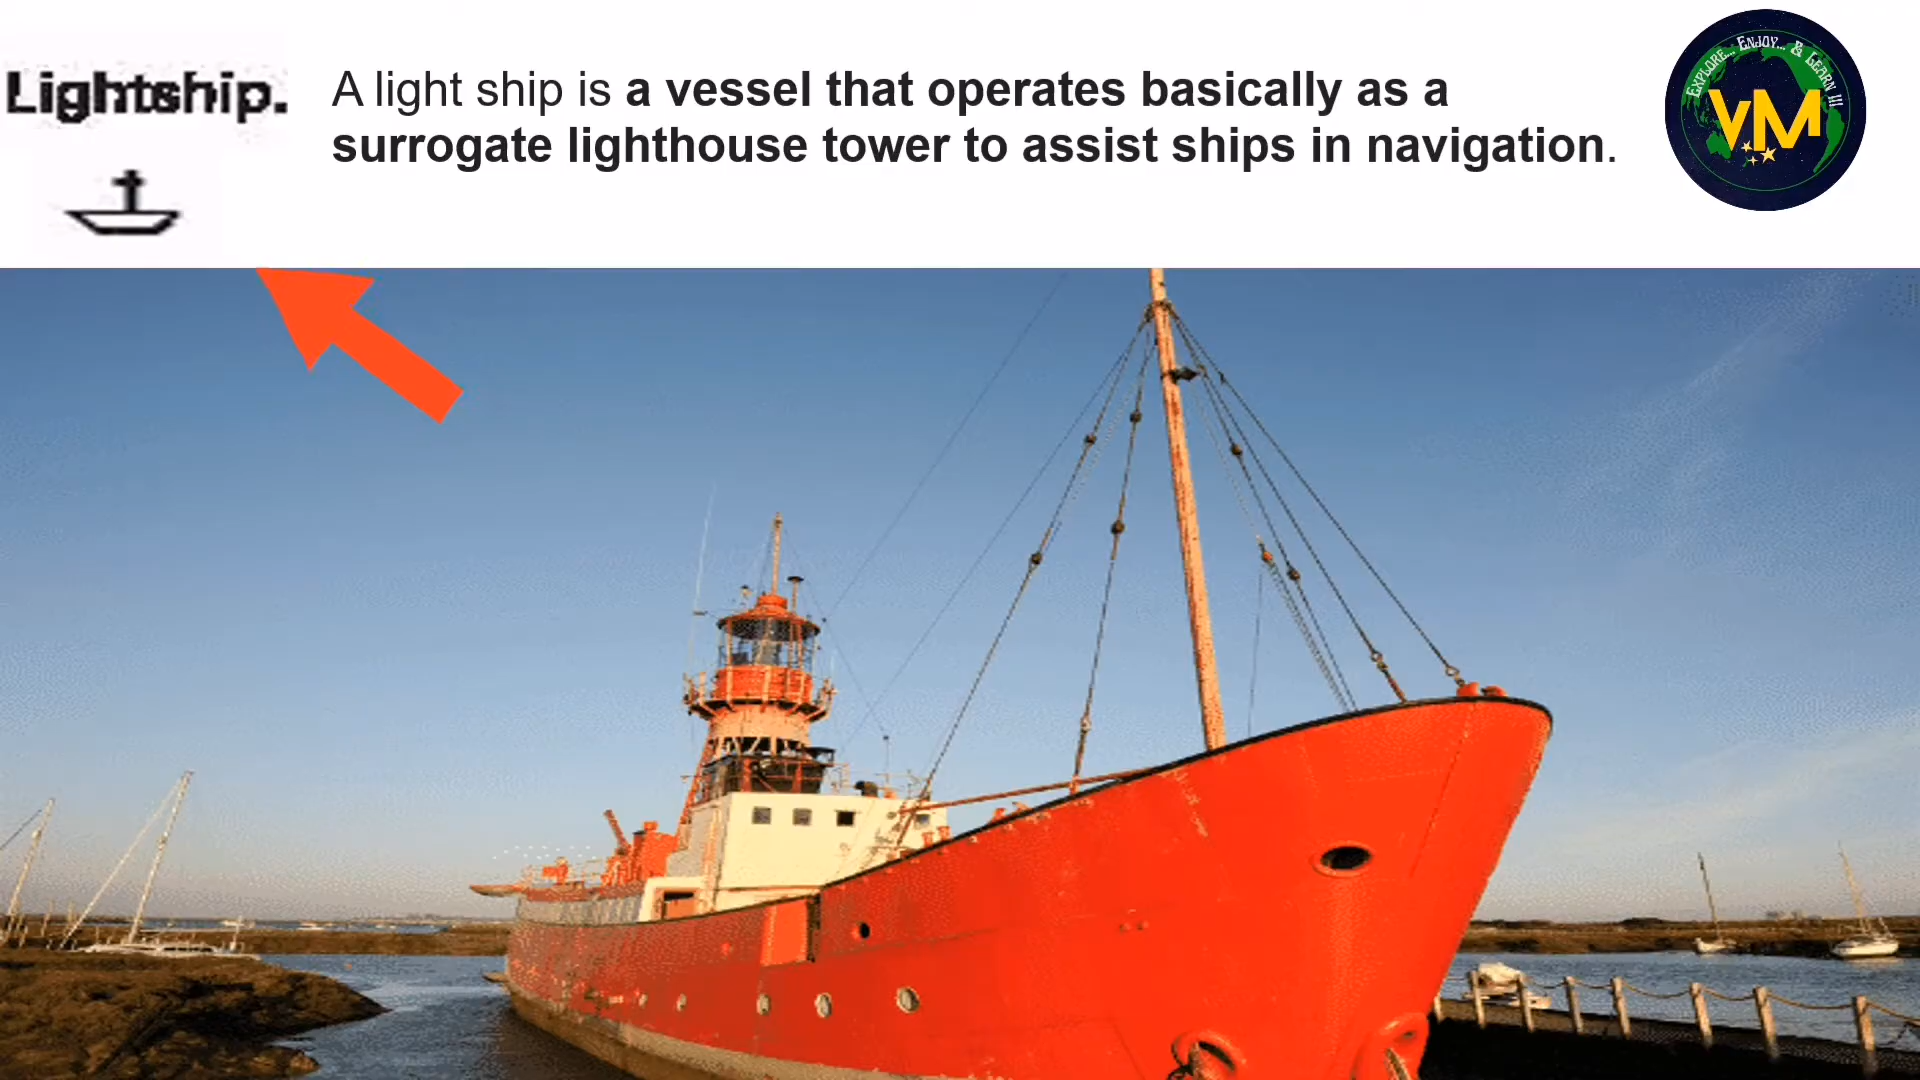 Lightship.
A light ship is a vessel that operates basically as a
surrogate lighthouse tower to assist ships in navigation.
EXPLORE... ENJOY... & LEARN !!!
VM